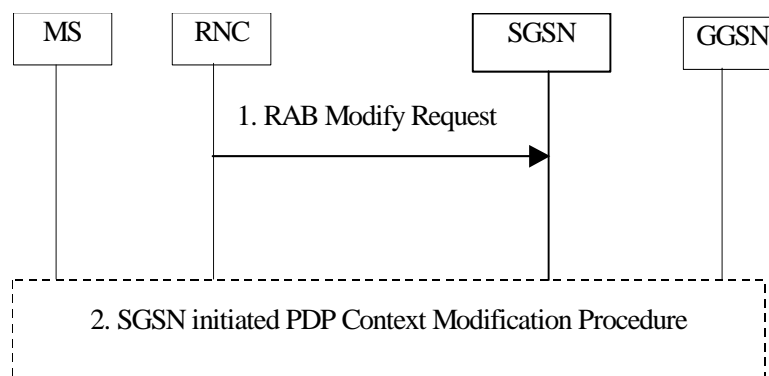 MS
RNC
SGSN
GGSN
1. RAB Modify Request
2. SGSN initiated PDP Context Modification Procedure